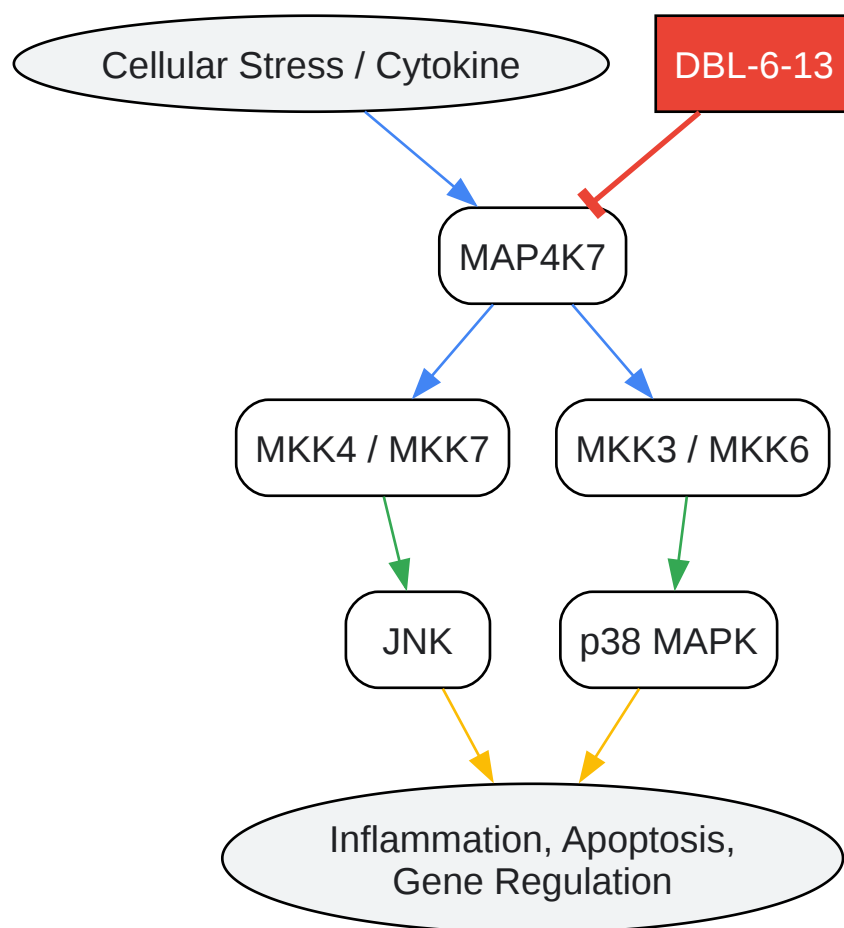 Cellular Stress / Cytokine
DBL-6-13
MAP4K7
MKK4 / MKK7
MKK3 / MKK6
JNK
p38 MAPK
Inflammation, Apoptosis,
Gene Regulation